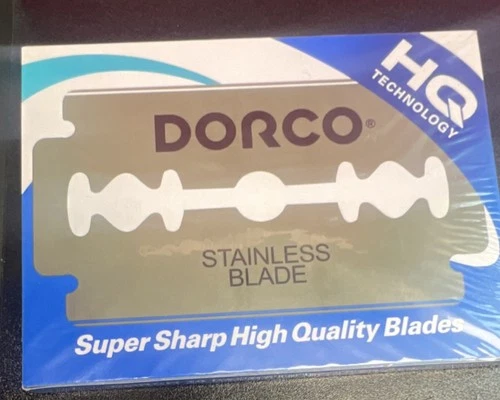 HQ
TECHNOLOGY
DORCO®
STAINLESS
BLADE
Super Sharp High Quality Blades